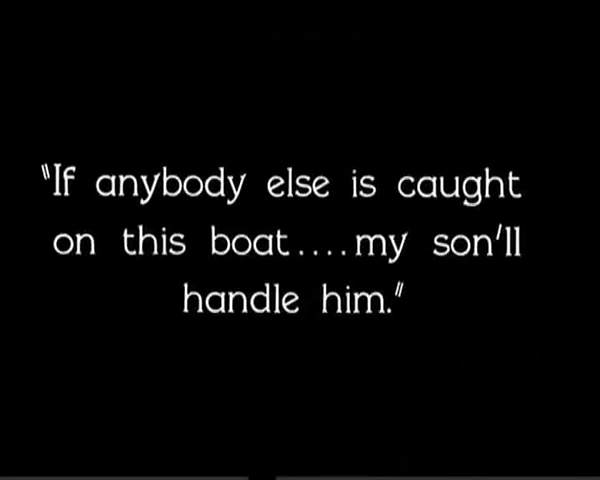 "If anybody else is caught
on this boat....my son'll
handle him."